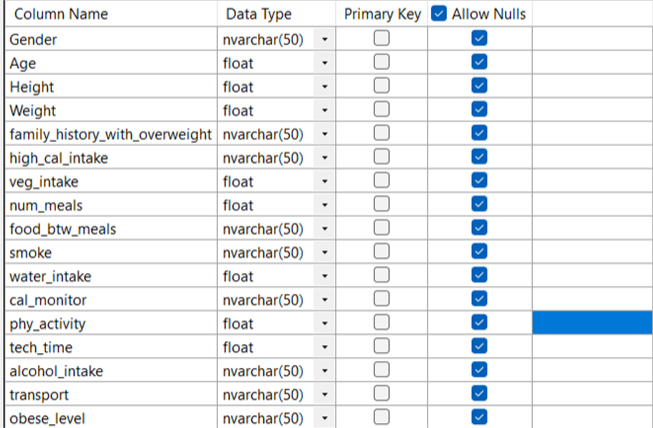 Column Name Data Type Primary Key Allow Nulls
Gender nvarchar(50)
Age float
Height float
Weight float
family_history_with_overweight nvarchar(50)
high_cal_intake nvarchar(50)
veg_intake float
num_meals float
food_btw_meals nvarchar(50)
smoke nvarchar(50)
water_intake float
cal_monitor nvarchar(50)
phy_activity float
tech_time float
alcohol_intake nvarchar(50)
transport nvarchar(50)
obese_level nvarchar(50)